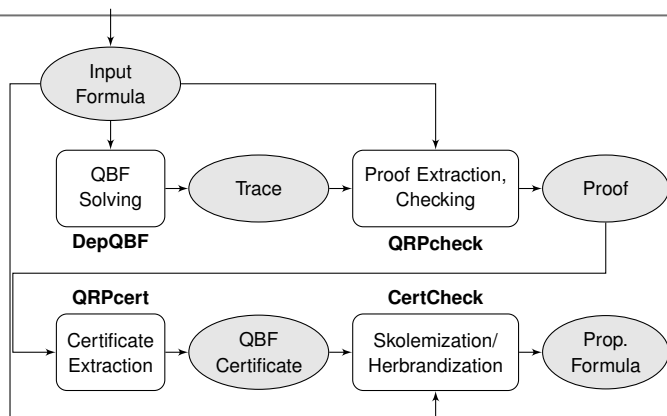 Input
Formula
QBF
Solving
Trace
Proof Extraction,
Checking
Proof
DepQBF
QRPcheck
QRPcert
CertCheck
Certificate
Extraction
QBF
Certificate
Skolemization/
Herbrandization
Prop.
Formula